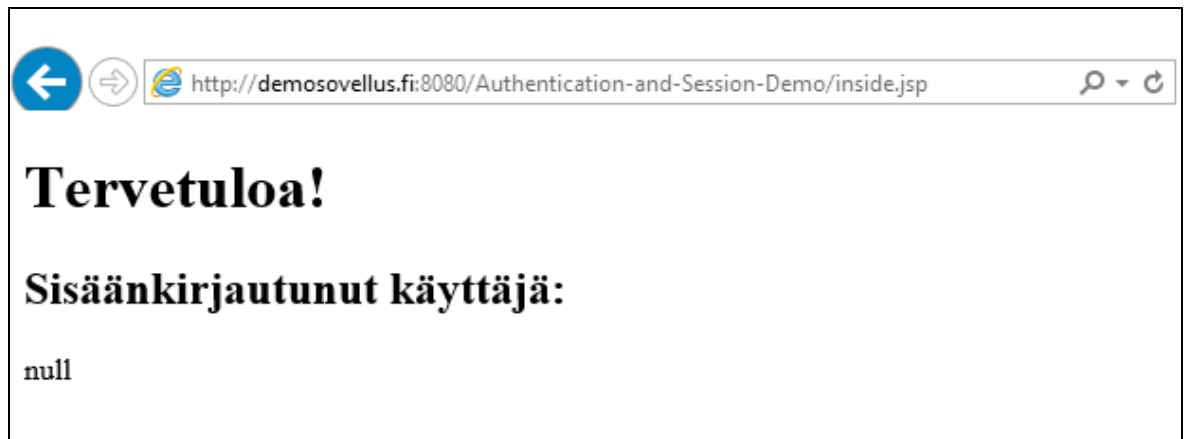 http://demosovellus.fi:8080/Authentication-and-Session-Demo/inside.jsp
Tervetuloa!
Sisäänkirjautunut käyttäjä:
null